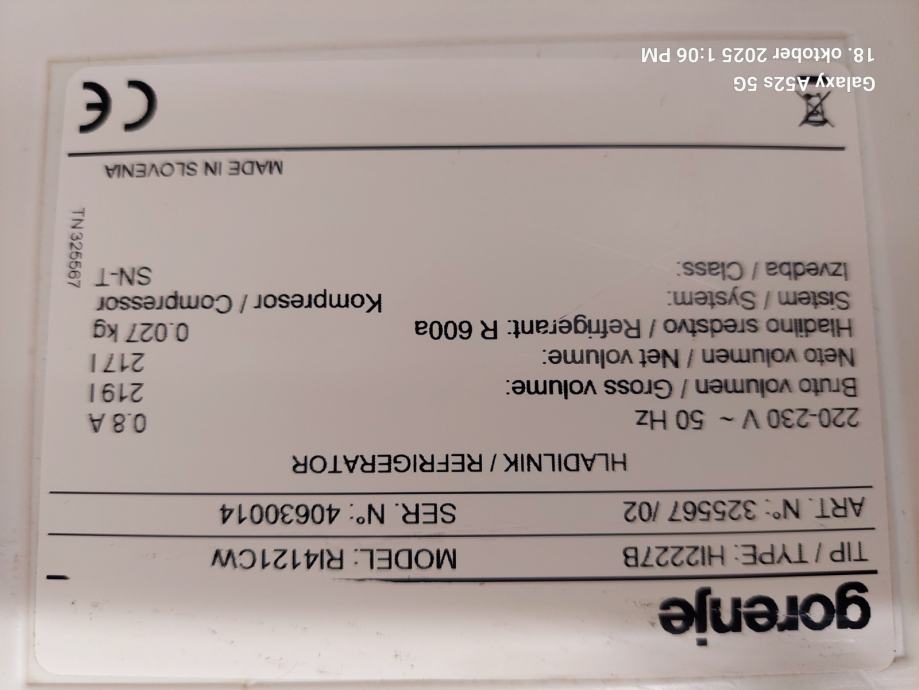 gorenje
TIP / TYPE: HI2227B MODEL: RI4121CW
ART. N°: 325567 /02 SER. N°: 40630014
HLADILNIK / REFRIGERATOR
220-230 V ~ 50 Hz 0.8 A
Bruto volumen / Gross volume: 219 l
Neto volumen / Net volume: 217 l
Hladilno sredstvo / Refrigerant: R 600a 0.027 kg
Sistem / System: Kompresor / Compressor
Izvedba / Class: SN-T
TN 325567
MADE IN SLOVENIA
CE
Galaxy A52s 5G
18. oktober 2025 1:06 PM